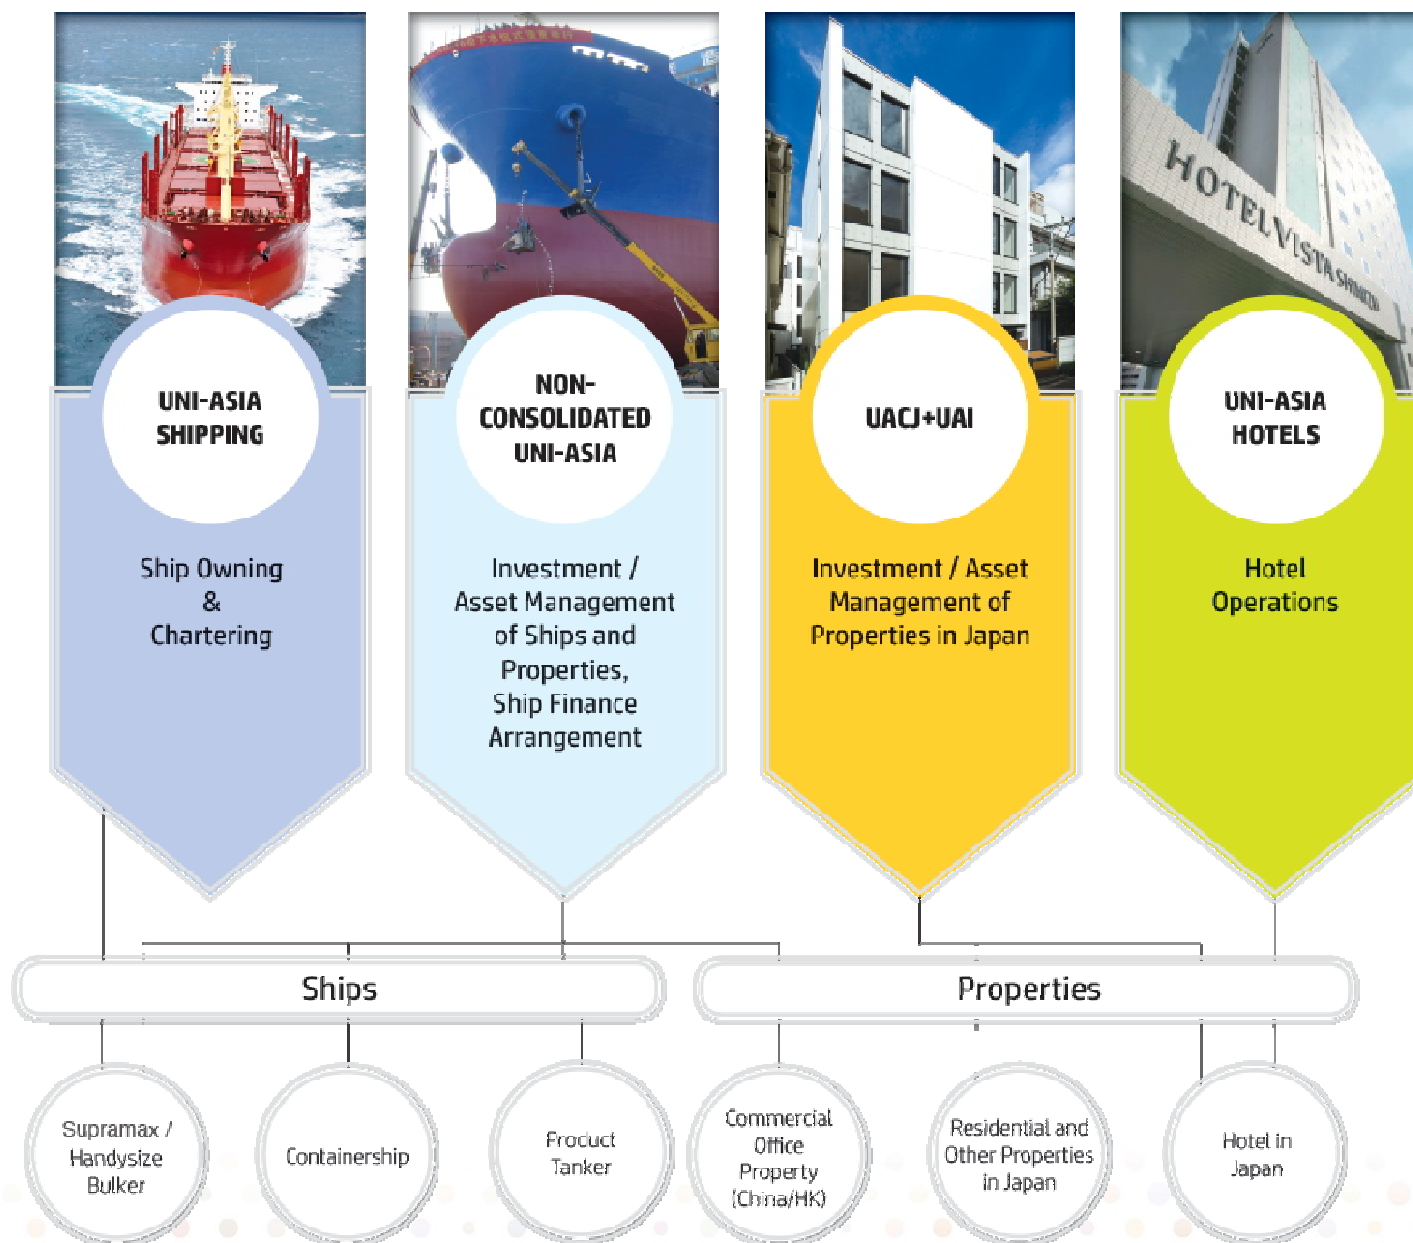 HOTEL VISTA SHIMIZU
UNI-ASIA
SHIPPING
NON-
CONSOLIDATED
UNI-ASIA
UACJ+UAI
UNI-ASIA
HOTELS
Ship Owning
&
Chartering
Investment /
Asset Management
of Ships and
Properties,
Ship Finance
Arrangement
Investment / Asset
Management of
Properties in Japan
Hotel
Operations
Ships
Properties
Supramax /
Handysize
Bulker
Containership
Product
Tanker
Commercial
Office
Property
(China/HK)
Residential and
Other Properties
in Japan
Hotel in
Japan